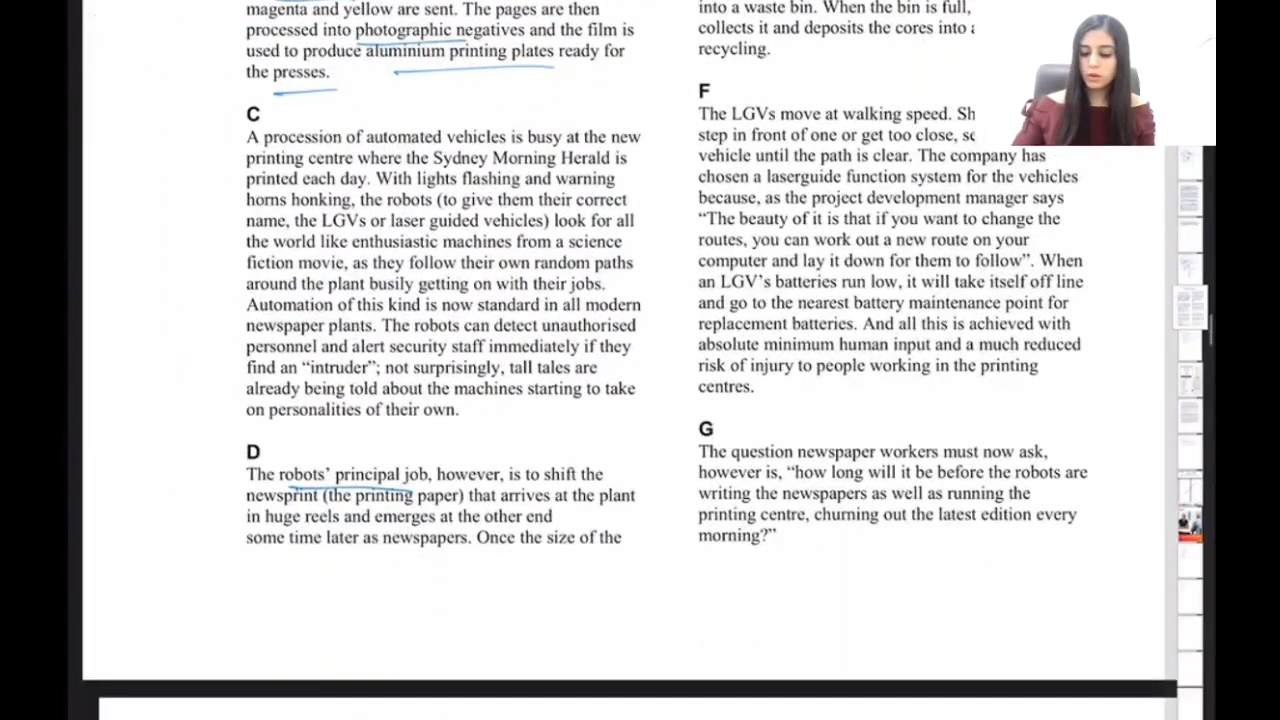 magenta and yellow are sent. The pages are then
processed into photographic negatives and the film is
used to produce aluminium printing plates ready for
the presses.
C
A procession of automated vehicles is busy at the new
printing centre where the Sydney Morning Herald is
printed each day. With lights flashing and warning
horns honking, the robots (to give them their correct
name, the LGVs or laser guided vehicles) look for all
the world like enthusiastic machines from a science
fiction movie, as they follow their own random paths
around the plant busily getting on with their jobs.
Automation of this kind is now standard in all modern
newspaper plants. The robots can detect unauthorised
personnel and alert security staff immediately if they
find an “intruder”; not surprisingly, tall tales are
already being told about the machines starting to take
on personalities of their own.
D
The robots’ principal job, however, is to shift the
newsprint (the printing paper) that arrives at the plant
in huge reels and emerges at the other end
some time later as newspapers. Once the size of the
into a waste bin. When the bin is full,
collects it and deposits the cores into
recycling.
F
The LGVs move at walking speed.
step in front of one or get too close,
vehicle until the path is clear. The company has
chosen a laserguide function system for the vehicles
because, as the project development manager says
“The beauty of it is that if you want to change the
routes, you can work out a new route on your
computer and lay it down for them to follow”. When
an LGV’s batteries run low, it will take itself off line
and go to the nearest battery maintenance point for
replacement batteries. And all this is achieved with
absolute minimum human input and a much reduced
risk of injury to people working in the printing
centres.
G
The question newspaper workers must now ask,
however is, “how long will it be before the robots are
writing the newspapers as well as running the
printing centre, churning out the latest edition every
morning?”